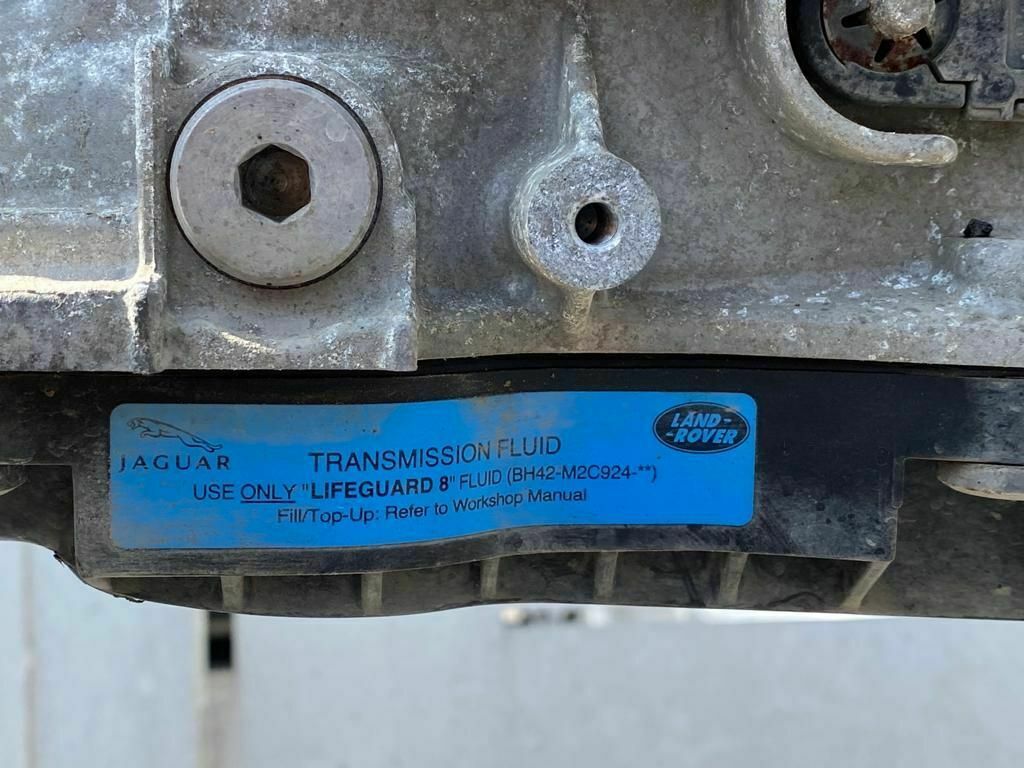 JAGUAR
LAND-
-ROVER
TRANSMISSION FLUID
USE ONLY "LIFEGUARD 8" FLUID (BH42-M2C924-**)
Fill/Top-Up: Refer to Workshop Manual